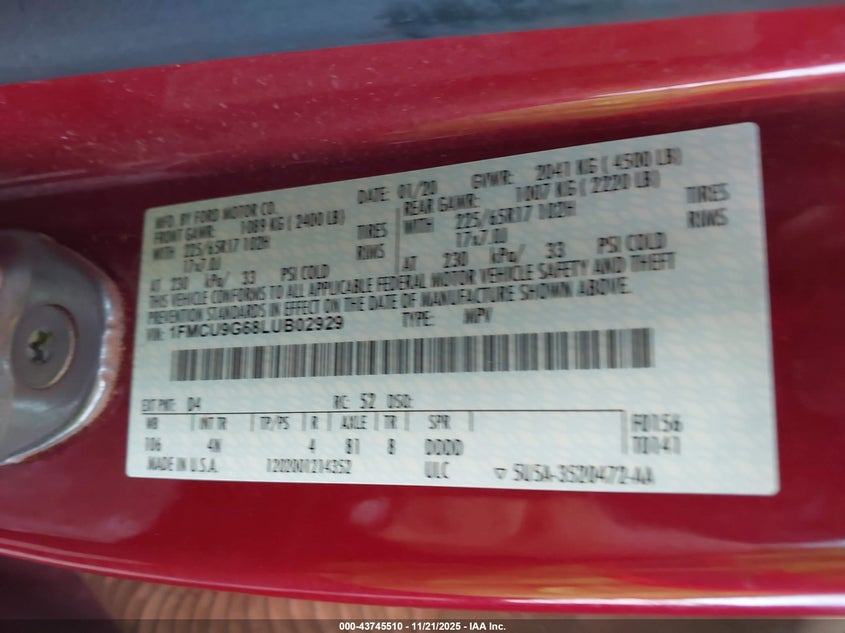 MFD. BY FORD MOTOR CO. DATE: 01/20 GVWR: 2041 KG ( 4500 LB)
FRONT GAWR: 1089 KG ( 2400 LB) REAR GAWR: 1007 KG ( 2220 LB)
WITH 225/65R17 102H TIRES WITH 225/65R17 102H TIRES
17x7.0J RIMS 17x7.0J RIMS
AT 230 kPa/ 33 PSI COLD AT 230 kPa/ 33 PSI COLD
THIS VEHICLE CONFORMS TO ALL APPLICABLE FEDERAL MOTOR VEHICLE SAFETY AND THEFT
PREVENTION STANDARDS IN EFFECT ON THE DATE OF MANUFACTURE SHOWN ABOVE.
VIN: 1FMCU9G68LUB02929 TYPE: MPV
EXT PNT: D4 RC: 52 DSO: F0156
WB INT TR TP/PS R AXLE TR SPR T0141
106 4N 4 81 8 DDDD
MADE IN U.S.A. 1202001214352 ULC ▽ 5U5A-3520472-AA
000-43745510 | 11/21/2025 – IAA Inc.